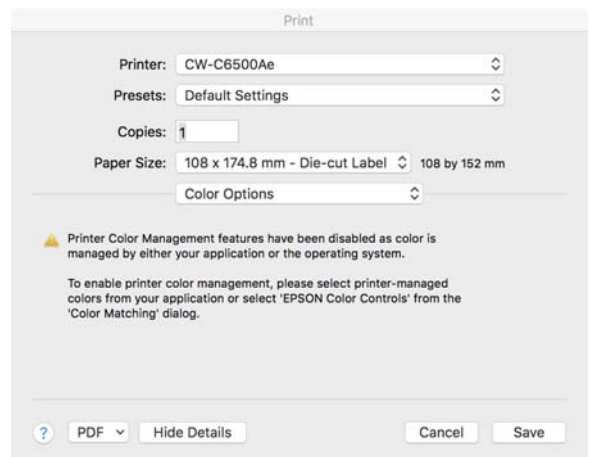 Print
Printer: CW-C6500Ae
Presets: Default Settings
Copies: 1
Paper Size: 108 x 174.8 mm - Die-cut Label 108 by 152 mm
Color Options
Printer Color Management features have been disabled as color is
managed by either your application or the operating system.
To enable printer color management, please select printer-managed
colors from your application or select 'EPSON Color Controls' from the
'Color Matching' dialog.
? PDF Hide Details Cancel Save